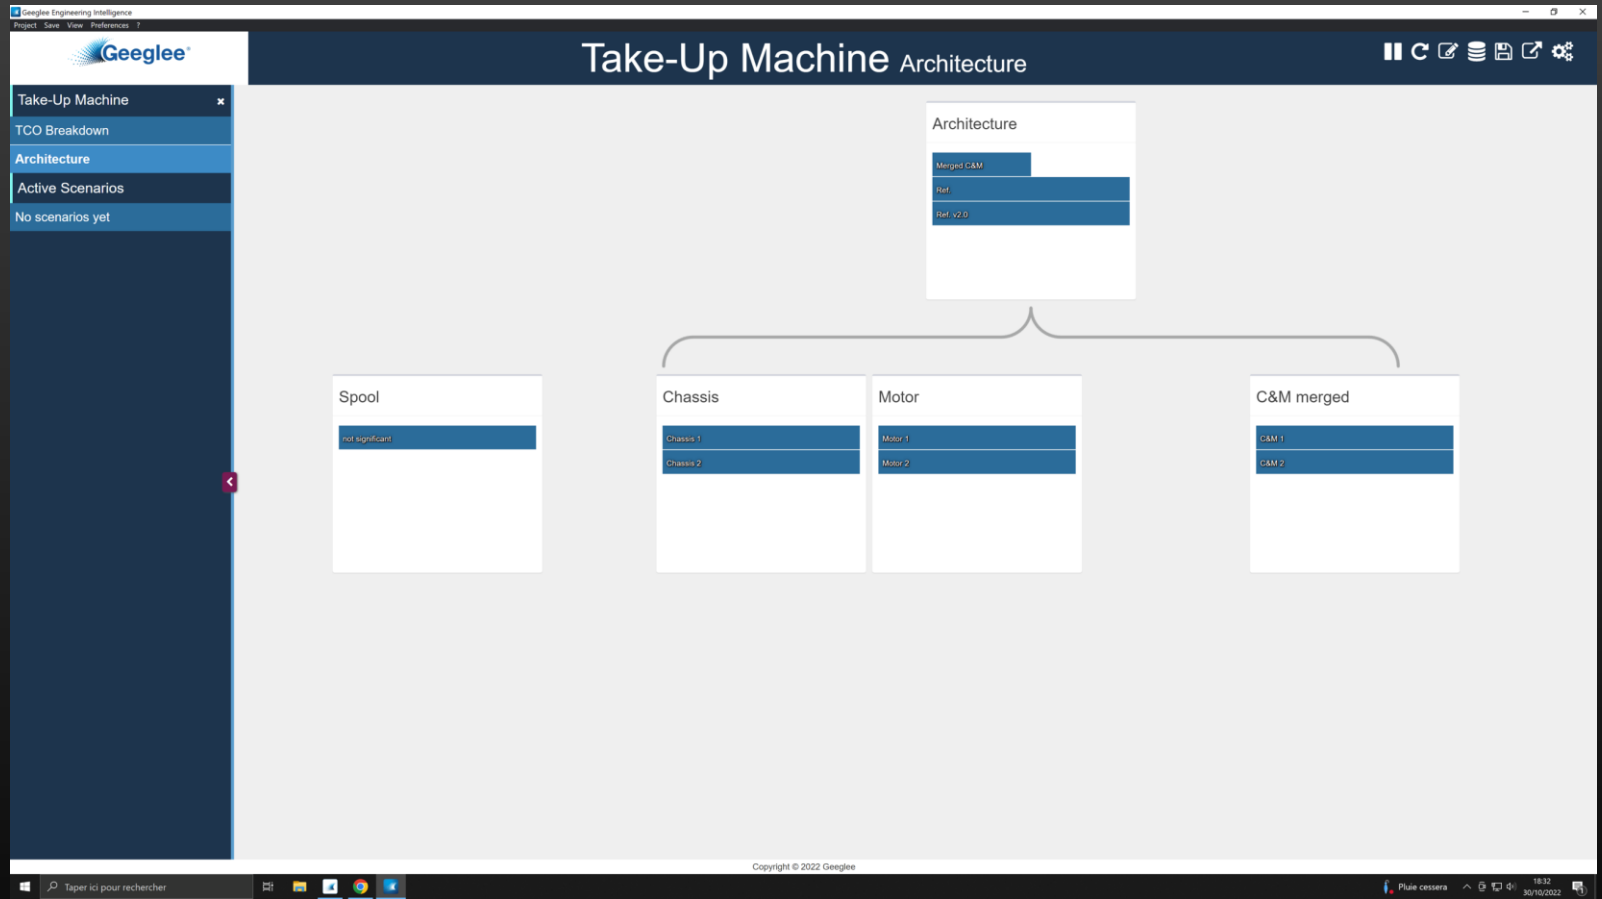 Geeglee Engineering Intelligence
Project Save View Preferences ?
Geeglee
Take-Up Machine Architecture
Take-Up Machine
TCO Breakdown
Architecture
Active Scenarios
No scenarios yet
Architecture
Merged C&M
Ref.
Ref. v2.0
Spool
not significant
Chassis
Chassis 1
Chassis 2
Motor
Motor 1
Motor 2
C&M merged
C&M 1
C&M 2
Copyright © 2022 Geeglee
Taper ici pour rechercher
Pluie cessera
18:32
30/10/2022